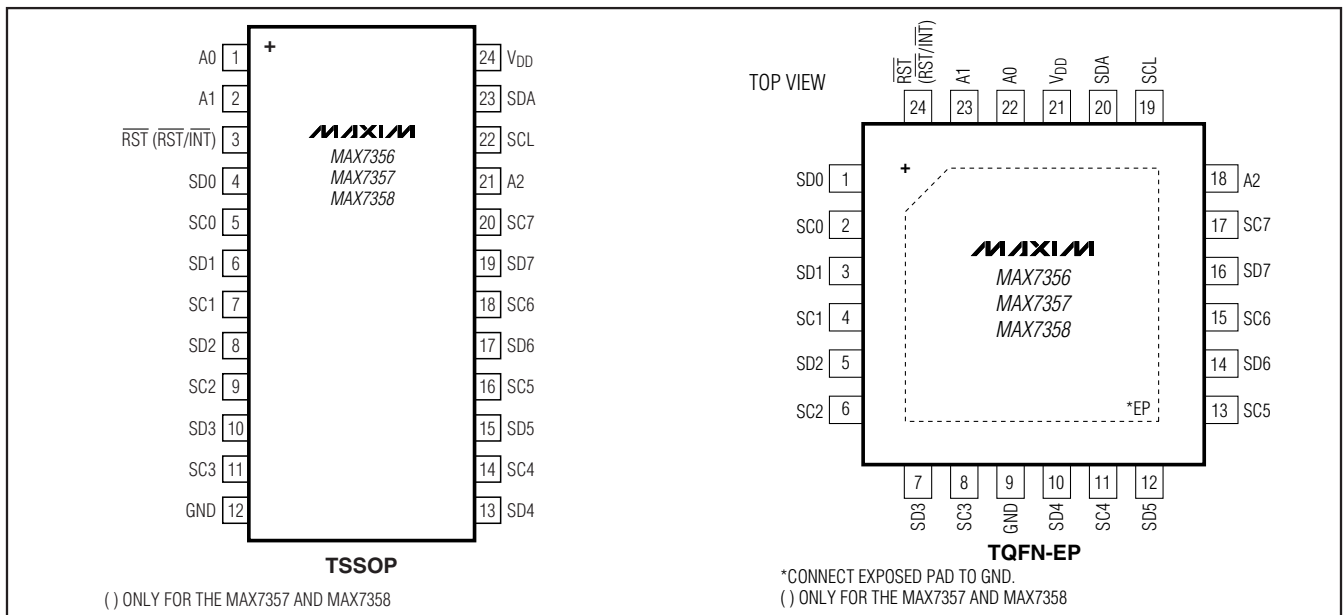 A0 1
A1 2
RST (RST/INT) 3
SD0 4
SC0 5
SD1 6
SC1 7
SD2 8
SC2 9
SD3 10
SC3 11
GND 12
+
MAXIM
MAX7356
MAX7357
MAX7358
24 VDD
23 SDA
22 SCL
21 A2
20 SC7
19 SD7
18 SC6
17 SD6
16 SC5
15 SD5
14 SC4
13 SD4
TSSOP
( ) ONLY FOR THE MAX7357 AND MAX7358
TOP VIEW
RST (RST/INT) 24
A1 23
A0 22
VDD 21
SDA 20
SCL 19
SD0 1
SC0 2
SD1 3
SC1 4
SD2 5
SC2 6
+
MAXIM
MAX7356
MAX7357
MAX7358
*EP
18 A2
17 SC7
16 SD7
15 SC6
14 SD6
13 SC5
7 SD3
8 SC3
9 GND
10 SD4
11 SC4
12 SD5
TQFN-EP
*CONNECT EXPOSED PAD TO GND.
( ) ONLY FOR THE MAX7357 AND MAX7358